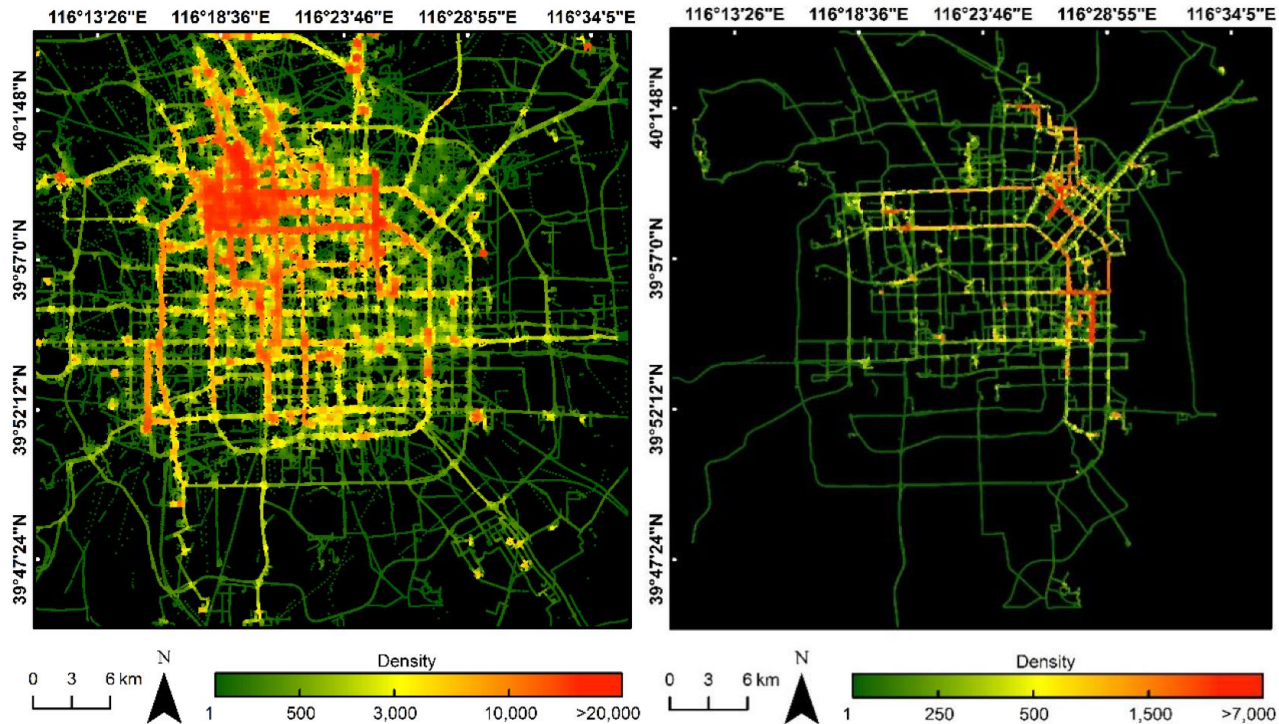 116°13'26"E 116°18'36"E 116°23'46"E 116°28'55"E 116°34'5"E
40°1'48"N
39°57'0"N
39°52'12"N
39°47'24"N
N
0 3 6 km
Density
1 500 3,000 10,000 >20,000
116°13'26"E 116°18'36"E 116°23'46"E 116°28'55"E 116°34'5"E
40°1'48"N
39°57'0"N
39°52'12"N
39°47'24"N
N
0 3 6 km
Density
1 250 500 1,500 >7,000